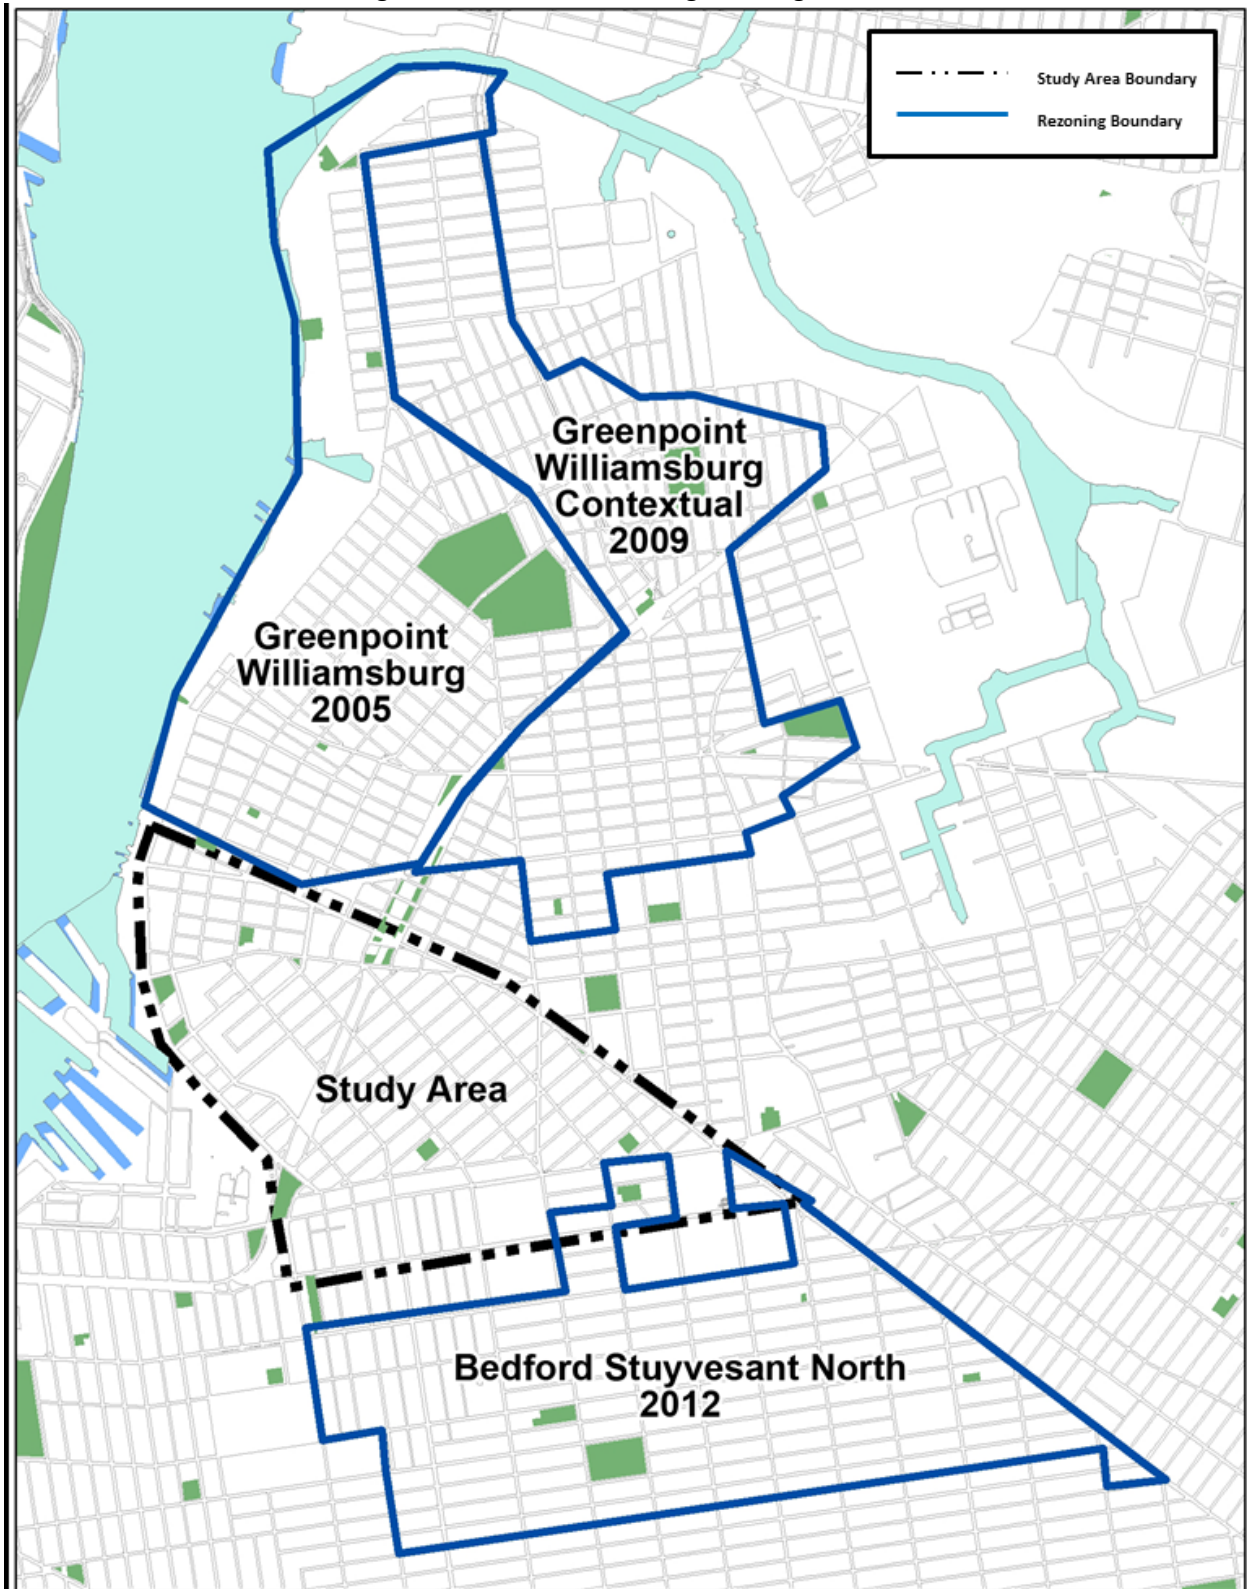 Study Area Boundary
Rezoning Boundary
Greenpoint
Williamsburg
Contextual
2009
Greenpoint
Williamsburg
2005
Study Area
Bedford Stuyvesant North
2012